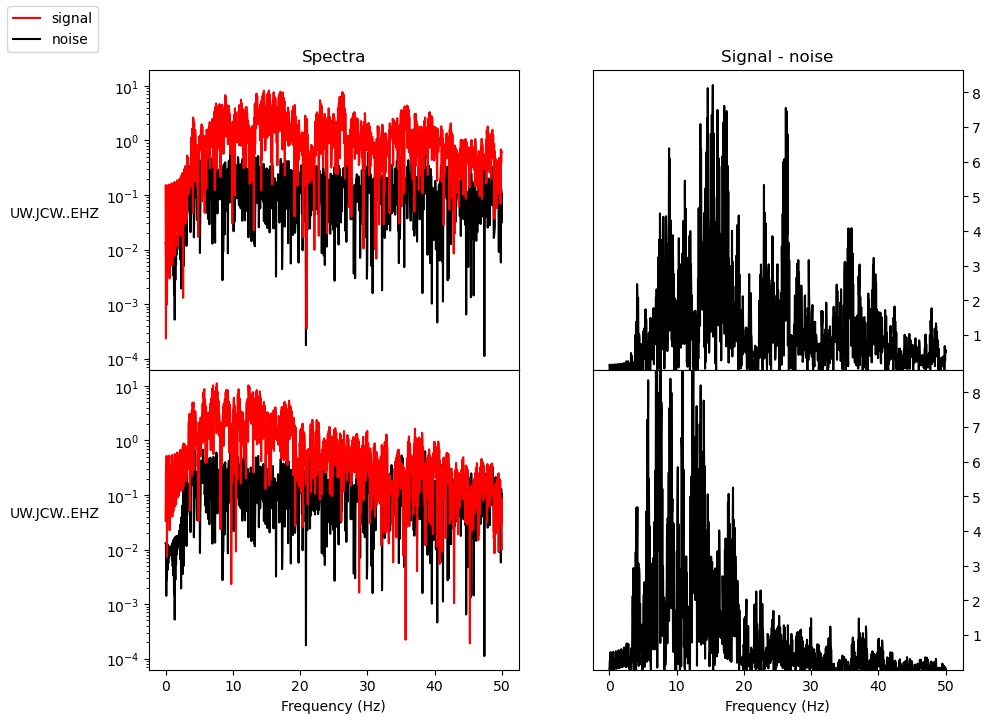 signal
noise
Spectra
Signal - noise
UW.JCW..EHZ
10¹
10⁰
10⁻¹
10⁻²
10⁻³
10⁻⁴
8
7
6
5
4
3
2
1
UW.JCW..EHZ
10¹
10⁰
10⁻¹
10⁻²
10⁻³
10⁻⁴
8
7
6
5
4
3
2
1
0 10 20 30 40 50
0 10 20 30 40 50
Frequency (Hz)
Frequency (Hz)